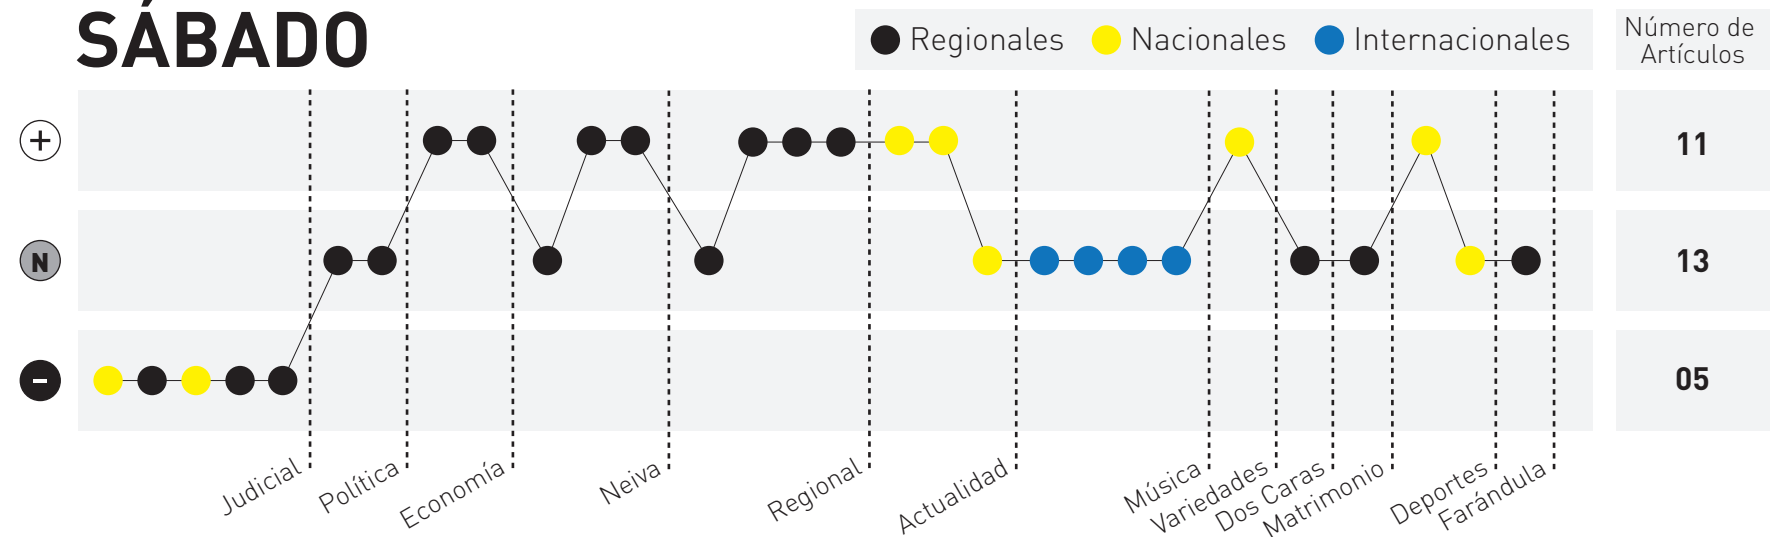 SÁBADO
Regionales Nacionales Internacionales
Número de
Artículos
+
11
N
13
-
05
Judicial
Política
Economía
Neiva
Regional
Actualidad
Música
Variedades
Dos Caras
Matrimonio
Deportes
Farándula